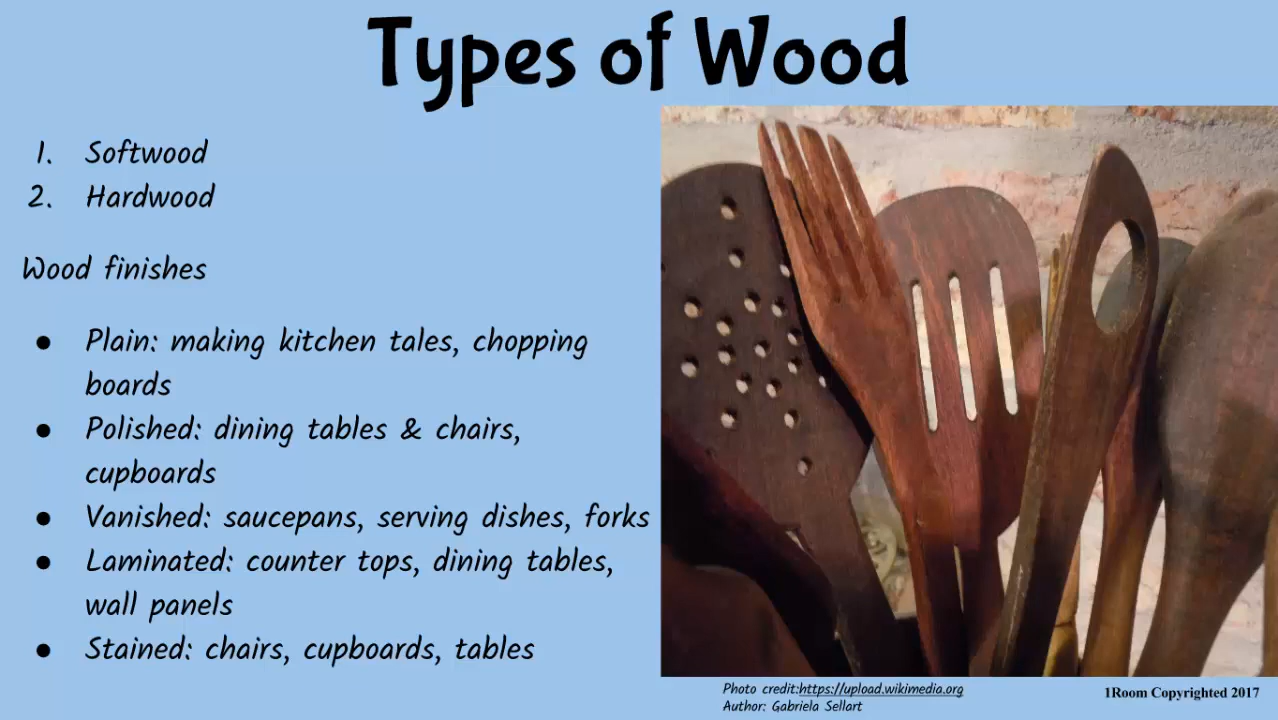 Types of Wood
1. Softwood
2. Hardwood
Wood finishes
● Plain: making kitchen tales, chopping
boards
● Polished: dining tables & chairs,
cupboards
● Vanished: saucepans, serving dishes, forks
● Laminated: counter tops, dining tables,
wall panels
● Stained: chairs, cupboards, tables
Photo credit:https://upload.wikimedia.org
Author: Gabriela Sellart
1Room Copyrighted 2017